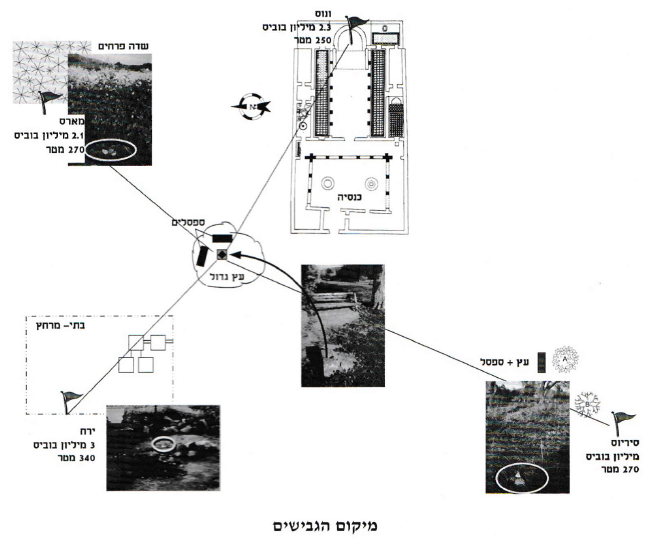 ונוס
2.3 מיליון בוביס
250 מטר
שדה פרחים
מארס
2.1 מיליון בוביס
270 מטר
N
כנסיה
ספסלים
עץ גדול
בתי-מרחץ
עץ + ספסל
A
B
ירח
3 מיליון בוביס
340 מטר
סיריוס
מיליון בוביס
270 מטר
מיקום הגבישים